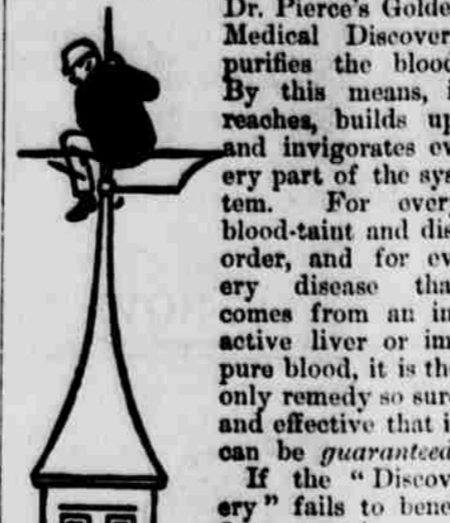 Dr. Pierce's Golde
Medical Discover
purifies the blood
By this means, i
reaches, builds up
and invigorates ev
ery part of the sys
tem. For ever
blood-taint and dis
order, and for ev
ery disease tha
comes from an in
active liver or im
pure blood, it is th
only remedy so sur
and effective that i
can be guaranteed
If the "Discov
ery" fails to bene